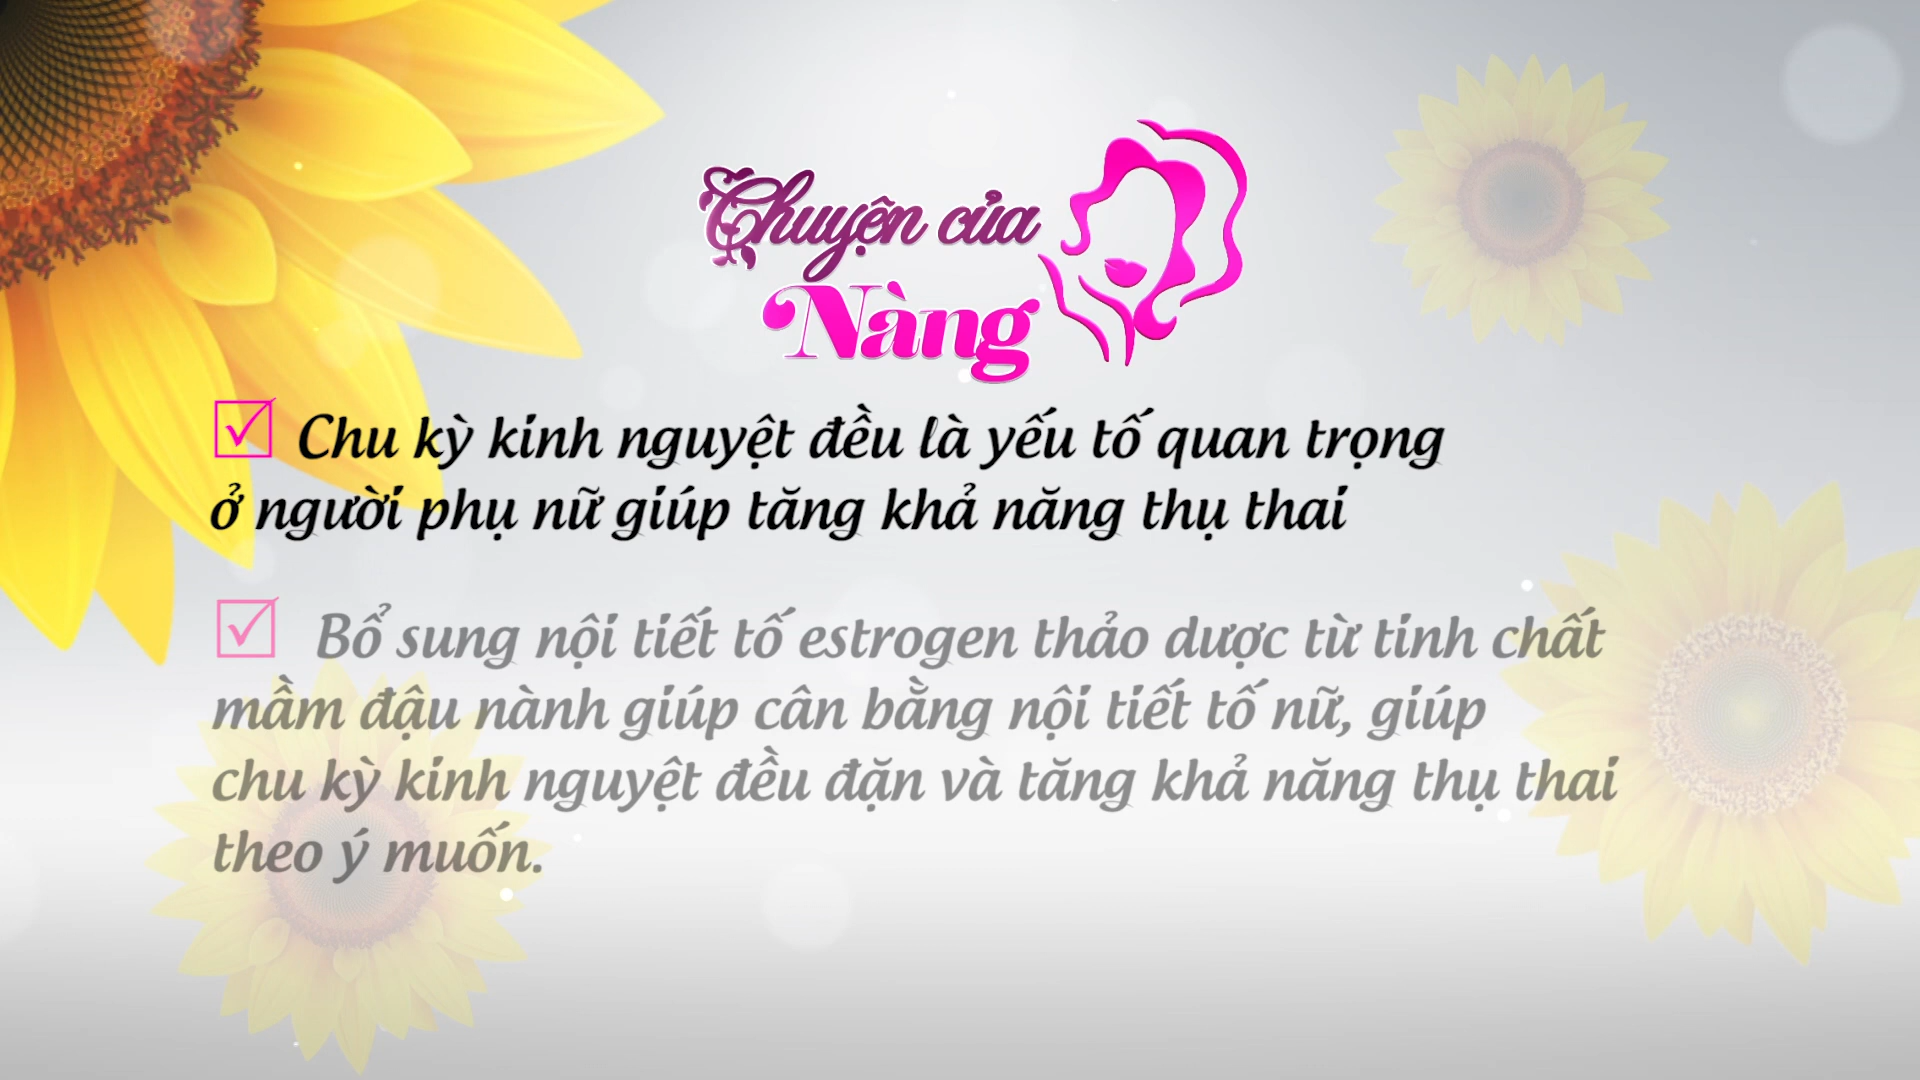 Chuyện của
Nàng
Chu kỳ kinh nguyệt đều là yếu tố quan trọng
ở người phụ nữ giúp tăng khả năng thụ thai
Bổ sung nội tiết tố estrogen thảo dược từ tinh chất
mầm đậu nành giúp cân bằng nội tiết tố nữ, giúp
chu kỳ kinh nguyệt đều đặn và tăng khả năng thụ thai
theo ý muốn.